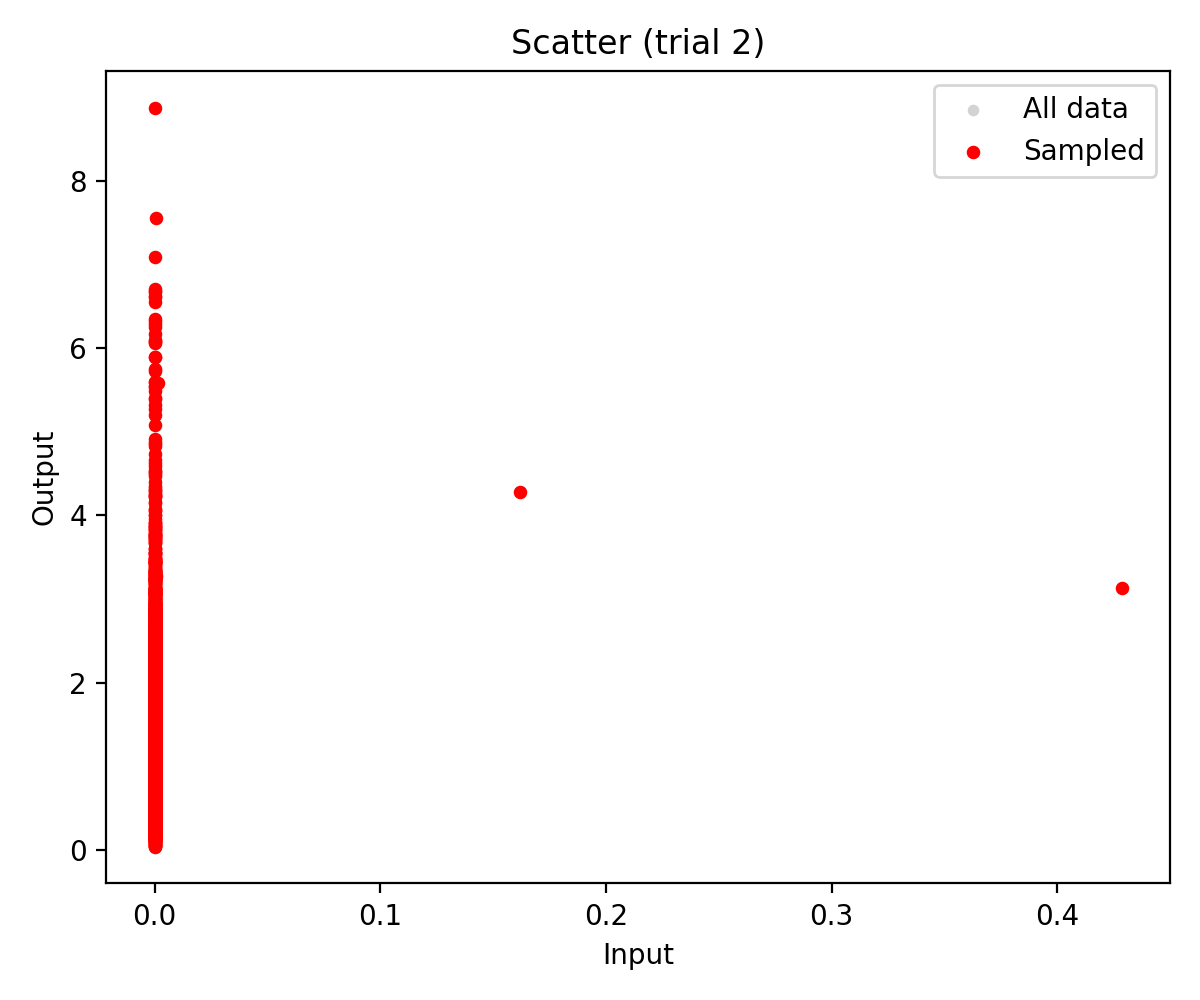 Scatter (trial 2)
All data
Sampled
8
6
4
2
0
Output
0.0 0.1 0.2 0.3 0.4
Input